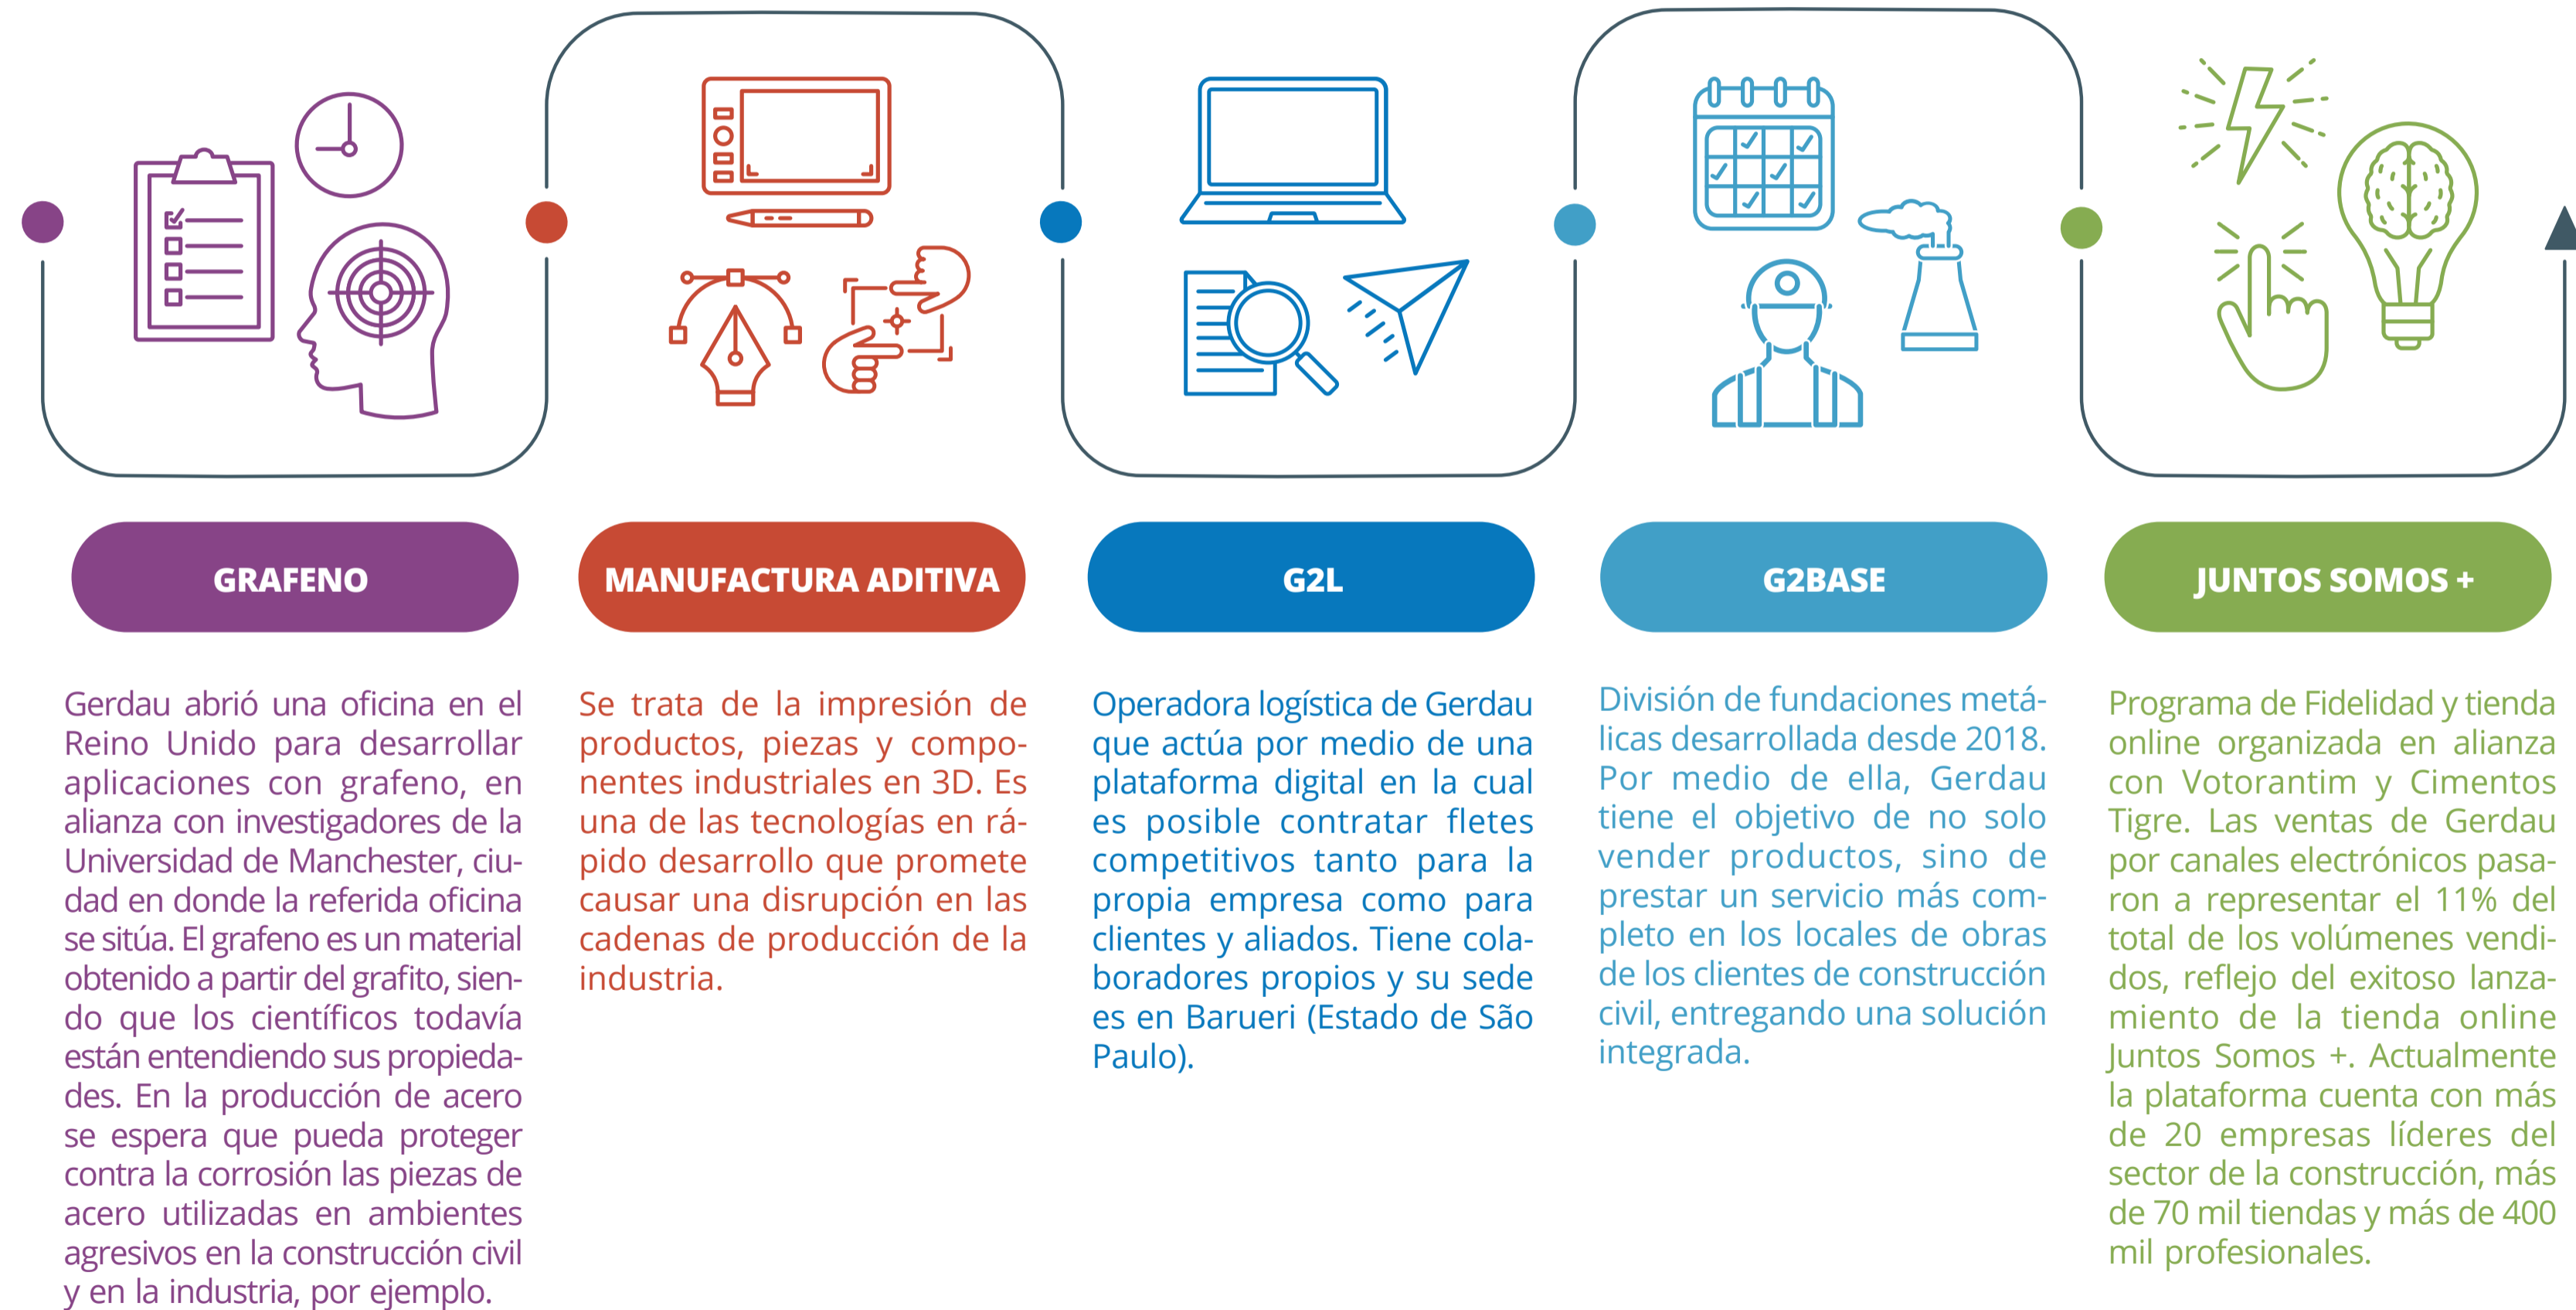 GRAFENO
Gerdau abrió una oficina en el
Reino Unido para desarrollar
aplicaciones con grafeno, en
alianza con investigadores de la
Universidad de Manchester, ciu-
dad en donde la referida oficina
se sitúa. El grafeno es un material
obtenido a partir del grafito, sien-
do que los científicos todavía
están entendiendo sus propieda-
des. En la producción de acero
se espera que pueda proteger
contra la corrosión las piezas de
acero utilizadas en ambientes
agresivos en la construcción civil
y en la industria, por ejemplo.
MANUFACTURA ADITIVA
Se trata de la impresión de
productos, piezas y compo-
nentes industriales en 3D. Es
una de las tecnologías en rá-
pido desarrollo que promete
causar una disrupción en las
cadenas de producción de la
industria.
G2L
Operadora logística de Gerdau
que actúa por medio de una
plataforma digital en la cual
es posible contratar fletes
competitivos tanto para la
propia empresa como para
clientes y aliados. Tiene cola-
boradores propios y su sede
es en Barueri (Estado de São
Paulo).
G2BASE
División de fundaciones metá-
licas desarrollada desde 2018.
Por medio de ella, Gerdau
tiene el objetivo de no solo
vender productos, sino de
prestar un servicio más com-
pleto en los locales de obras
de los clientes de construcción
civil, entregando una solución
integrada.
JUNTOS SOMOS +
Programa de Fidelidad y tienda
online organizada en alianza
con Votorantim y Cimentos
Tigre. Las ventas de Gerdau
por canales electrónicos pasa-
ron a representar el 11% del
total de los volúmenes vendi-
dos, reflejo del exitoso lanza-
miento de la tienda online
Juntos Somos +. Actualmente
la plataforma cuenta con más
de 20 empresas líderes del
sector de la construcción, más
de 70 mil tiendas y más de 400
mil profesionales.